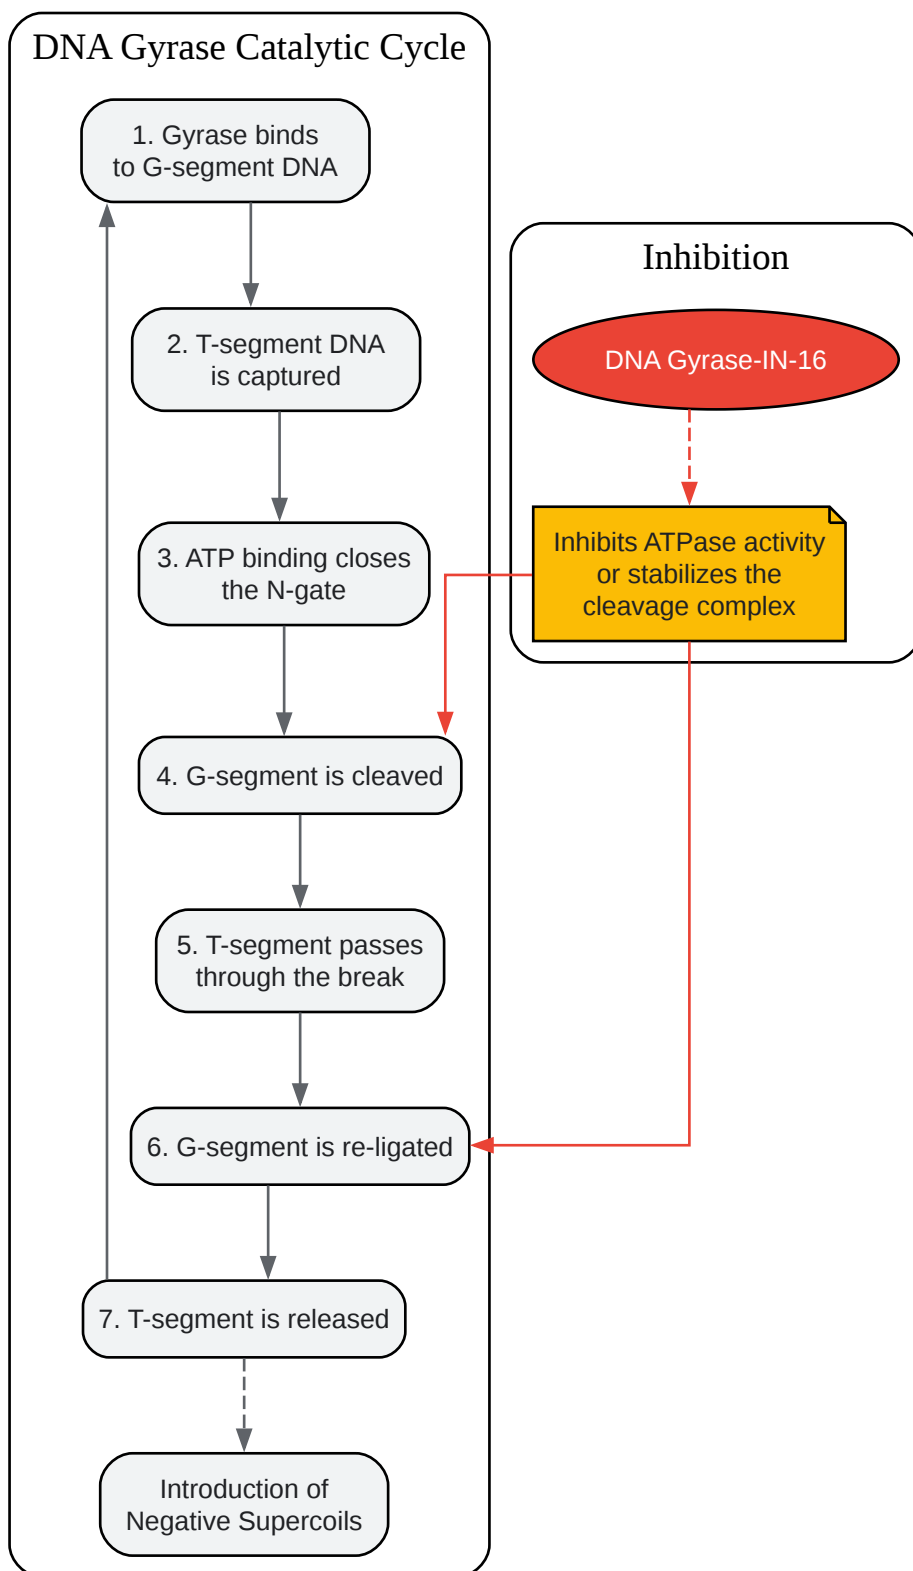 DNA Gyrase Catalytic Cycle
1. Gyrase binds
to G-segment DNA
2. T-segment DNA
is captured
3. ATP binding closes
the N-gate
4. G-segment is cleaved
5. T-segment passes
through the break
6. G-segment is re-ligated
7. T-segment is released
Introduction of
Negative Supercoils
Inhibition
DNA Gyrase-IN-16
Inhibits ATPase activity
or stabilizes the
cleavage complex